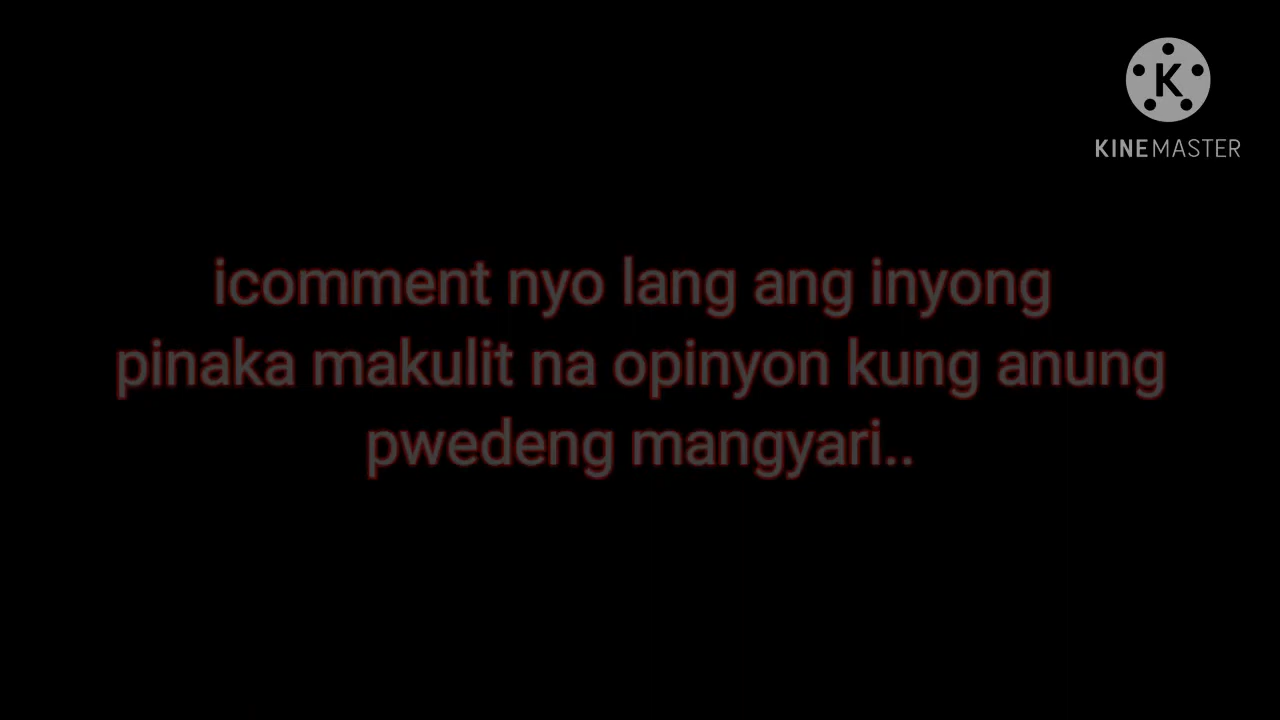 K
KINEMASTER
icomment nyo lang ang inyong
pinaka makulit na opinyon kung anung
pwedeng mangyari..